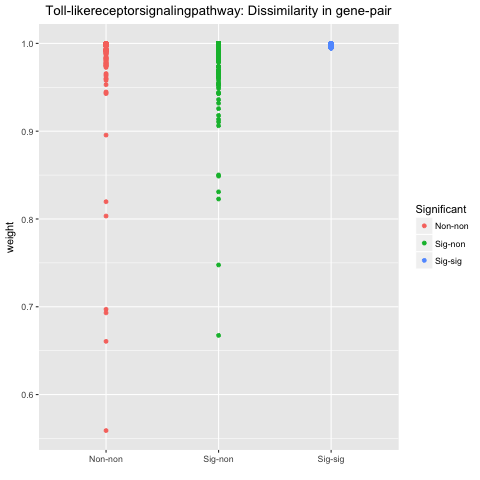 Toll-likereceptorsignalingpathway: Dissimilarity in gene-pair
1.0
0.9
0.8
0.7
0.6
weight
Non-non
Sig-non
Sig-sig
Significant
Non-non
Sig-non
Sig-sig